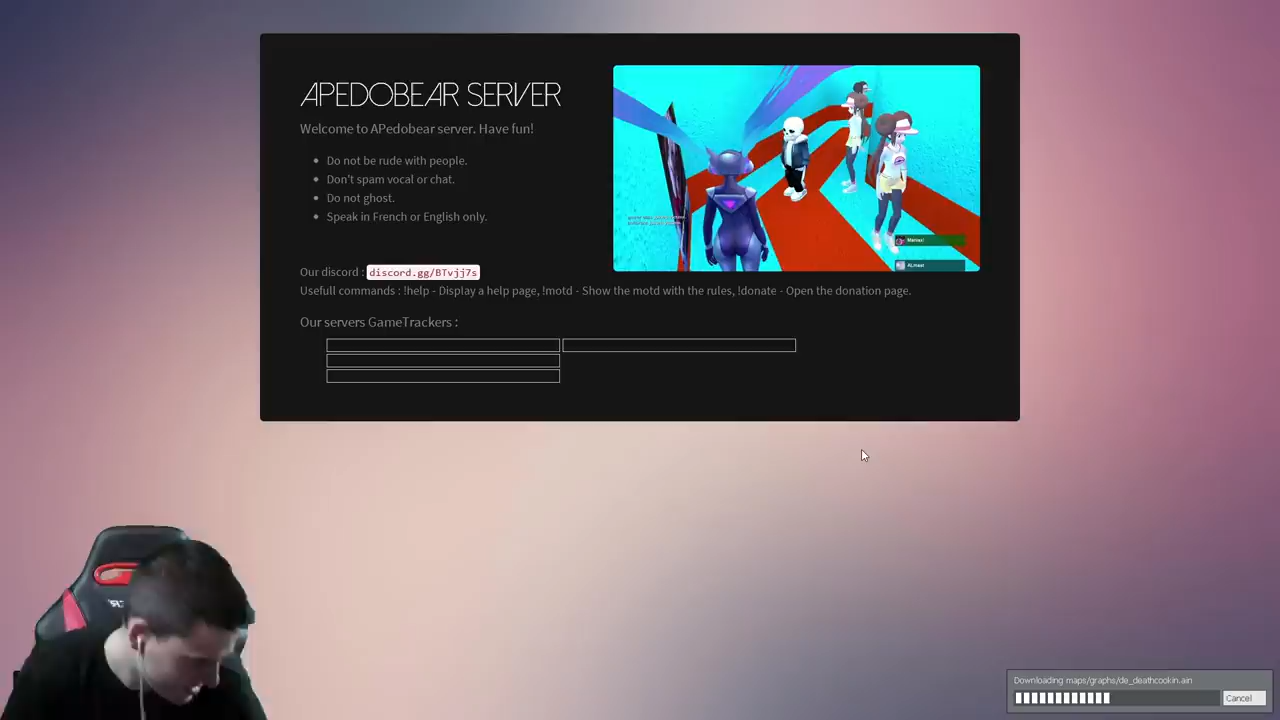 APEDOBEAR SERVER
Welcome to APedobear server. Have fun!
Do not be rude with people.
Don't spam vocal or chat.
Do not ghost.
Speak in French or English only.
Our discord : discord.gg/BTvjj7s
Usefull commands : !help - Display a help page, !motd - Show the motd with the rules, !donate - Open the donation page.
Our servers GameTrackers :
Downloading maps/graphs/de_deathcookin.ain
Cancel